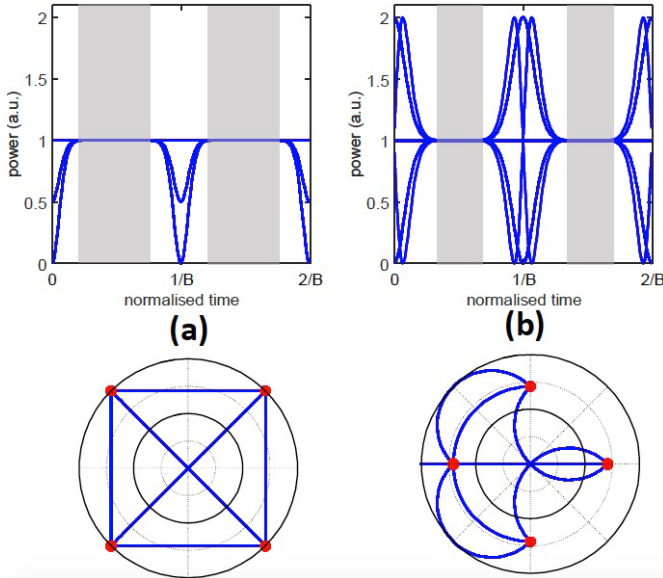 2
2
1.5
1.5
power (a.u.)
power (a.u.)
1
1
0.5
0.5
0
0
0
1/B
2/B
0
1/B
2/B
normalised time
normalised time
(a)
(b)